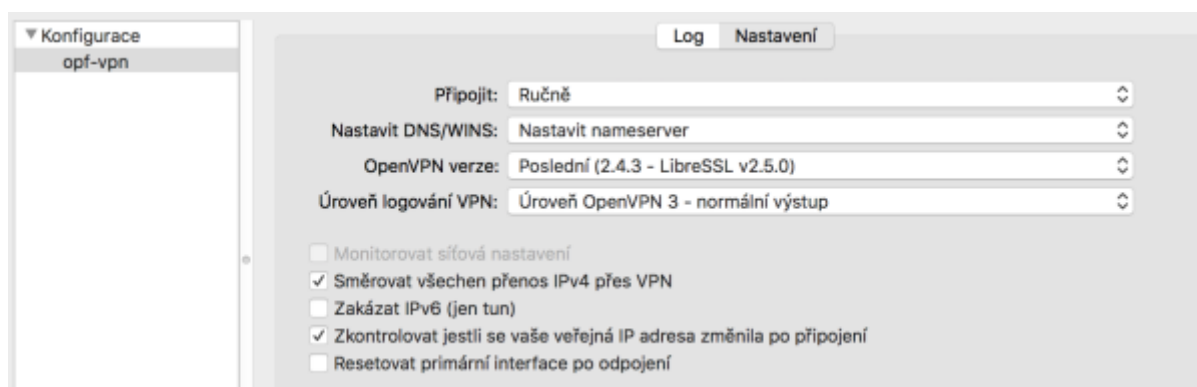 Konfigurace
opf-vpn
Log Nastavení
Připojit: Ručně
Nastavit DNS/WINS: Nastavit nameserver
OpenVPN verze: Poslední (2.4.3 - LibreSSL v2.5.0)
Úroveň logování VPN: Úroveň OpenVPN 3 - normální výstup
Monitorovat síťová nastavení
Směrovat všechen přenos IPv4 přes VPN
Zakázat IPv6 (jen tun)
Zkontrolovat jestli se vaše veřejná IP adresa změnila po připojení
Resetovat primární interface po odpojení